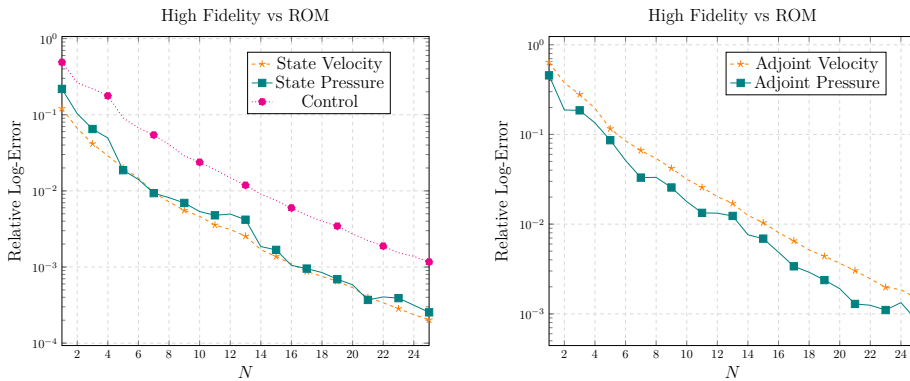 High Fidelity vs ROM
Relative Log-Error
10^0
10^{-1}
10^{-2}
10^{-3}
10^{-4}
State Velocity
State Pressure
Control
2 4 6 8 10 12 14 16 18 20 22 24
N
High Fidelity vs ROM
Relative Log-Error
10^0
10^{-1}
10^{-2}
10^{-3}
Adjoint Velocity
Adjoint Pressure
2 4 6 8 10 12 14 16 18 20 22 24
N